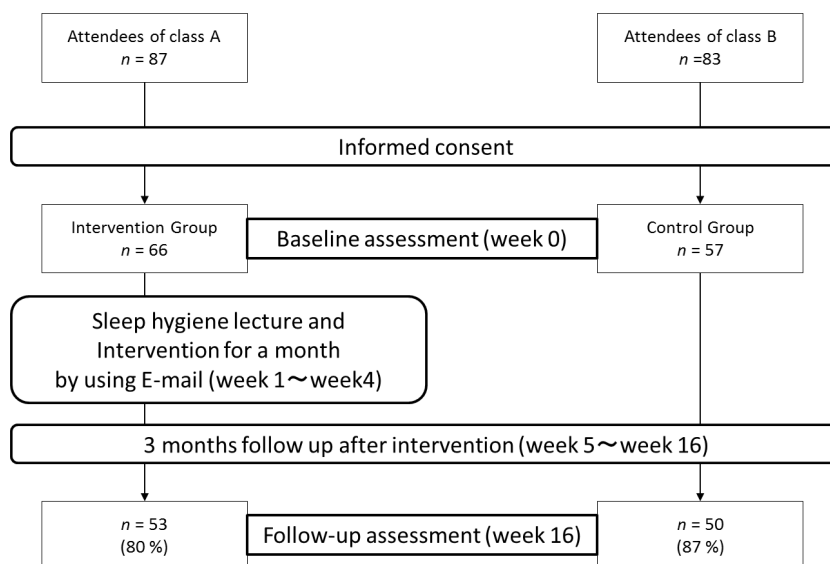 Attendees of class A
n = 87
Attendees of class B
n =83
Informed consent
Intervention Group
n = 66
Baseline assessment (week 0)
Control Group
n = 57
Sleep hygiene lecture and
Intervention for a month
by using E-mail (week 1～week4)
3 months follow up after intervention (week 5～week 16)
n = 53
(80 %)
Follow-up assessment (week 16)
n = 50
(87 %)